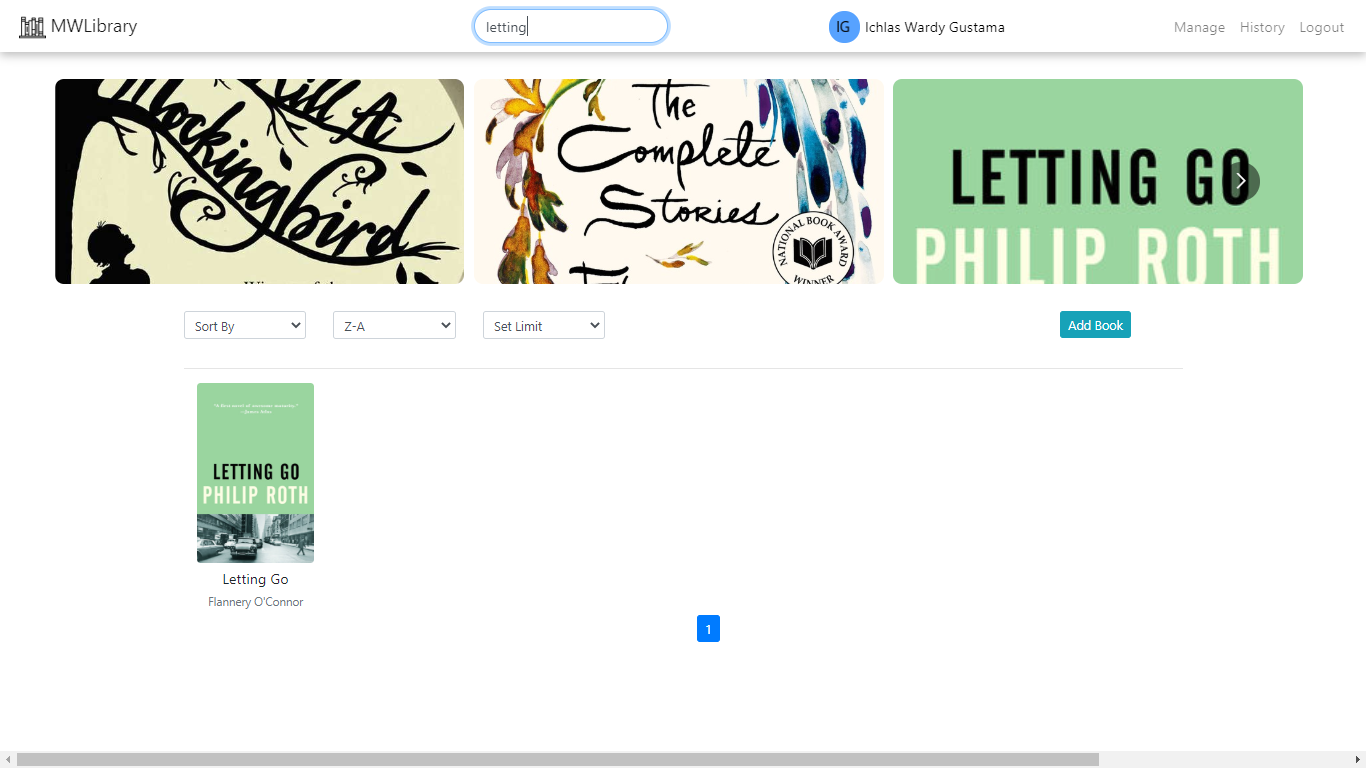 MWLibrary
letting
IG Ichlas Wardy Gustama
Manage History Logout
Kill A
Mockingbird
The
Complete
Stories
NATIONAL BOOK AWARD
WINNER
LETTING GO
PHILIP ROTH
Sort By
Z-A
Set Limit
Add Book
LETTING GO
PHILIP ROTH
Letting Go
Flannery O'Connor
1